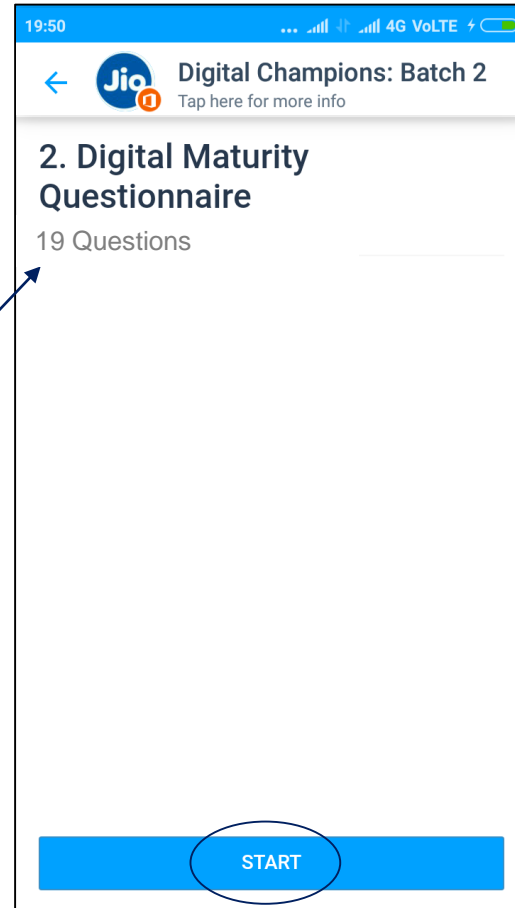 19:50 ... 4G VoLTE
Jio
Digital Champions: Batch 2
Tap here for more info
2. Digital Maturity
Questionnaire
19 Questions
START